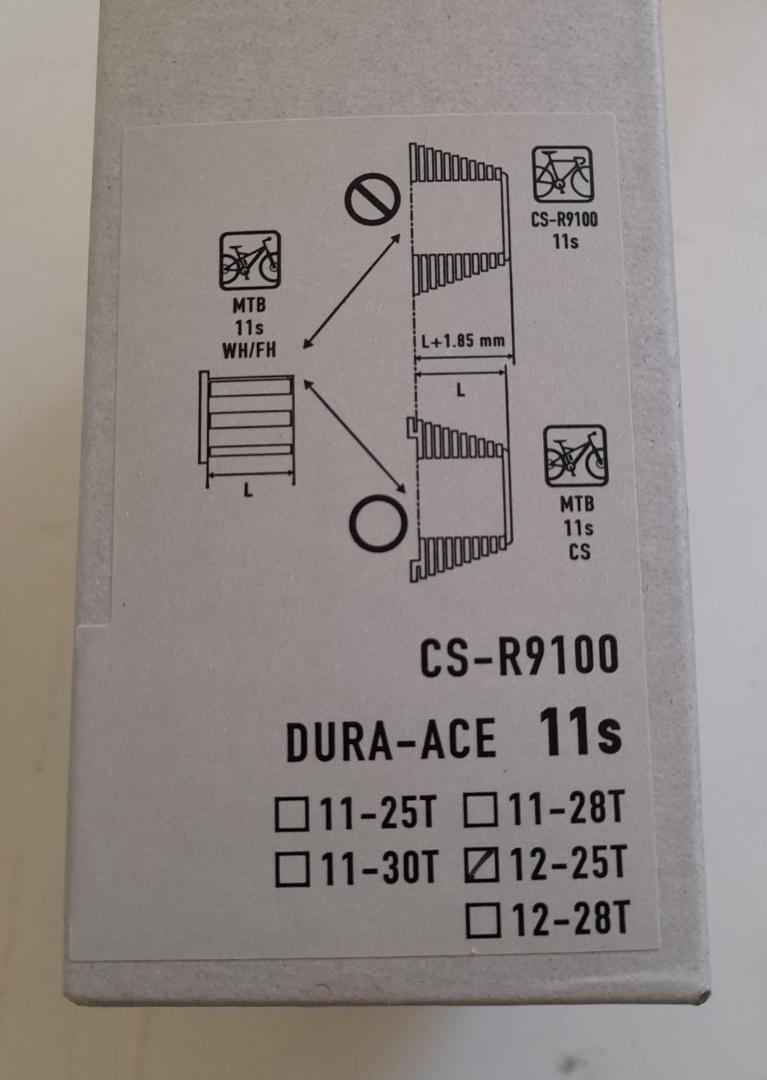 CS-R9100
11s
MTB
11s
WH/FH
L+1.85 mm
L
L
MTB
11s
CS
CS-R9100
DURA-ACE 11s
11-25T 11-28T
11-30T 12-25T
12-28T